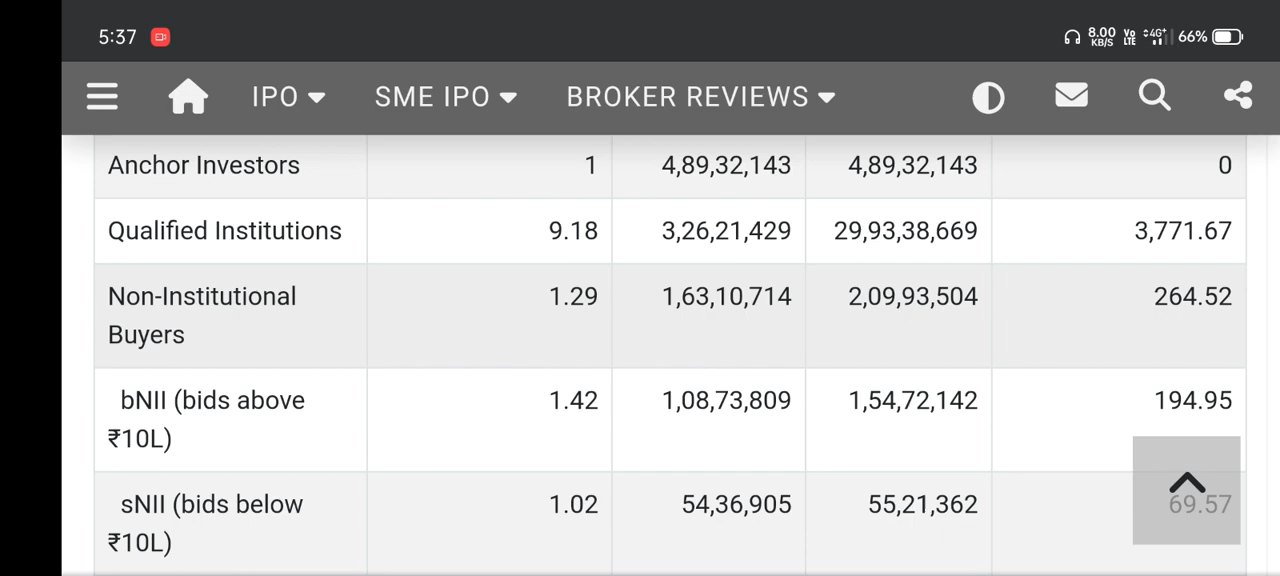 5:37 8.00 KB/S Vo LTE 4G+ 66%
IPO SME IPO BROKER REVIEWS
Anchor Investors 1 4,89,32,143 4,89,32,143 0
Qualified Institutions 9.18 3,26,21,429 29,93,38,669 3,771.67
Non-Institutional Buyers 1.29 1,63,10,714 2,09,93,504 264.52
bNII (bids above ₹10L) 1.42 1,08,73,809 1,54,72,142 194.95
sNII (bids below ₹10L) 1.02 54,36,905 55,21,362 69.57